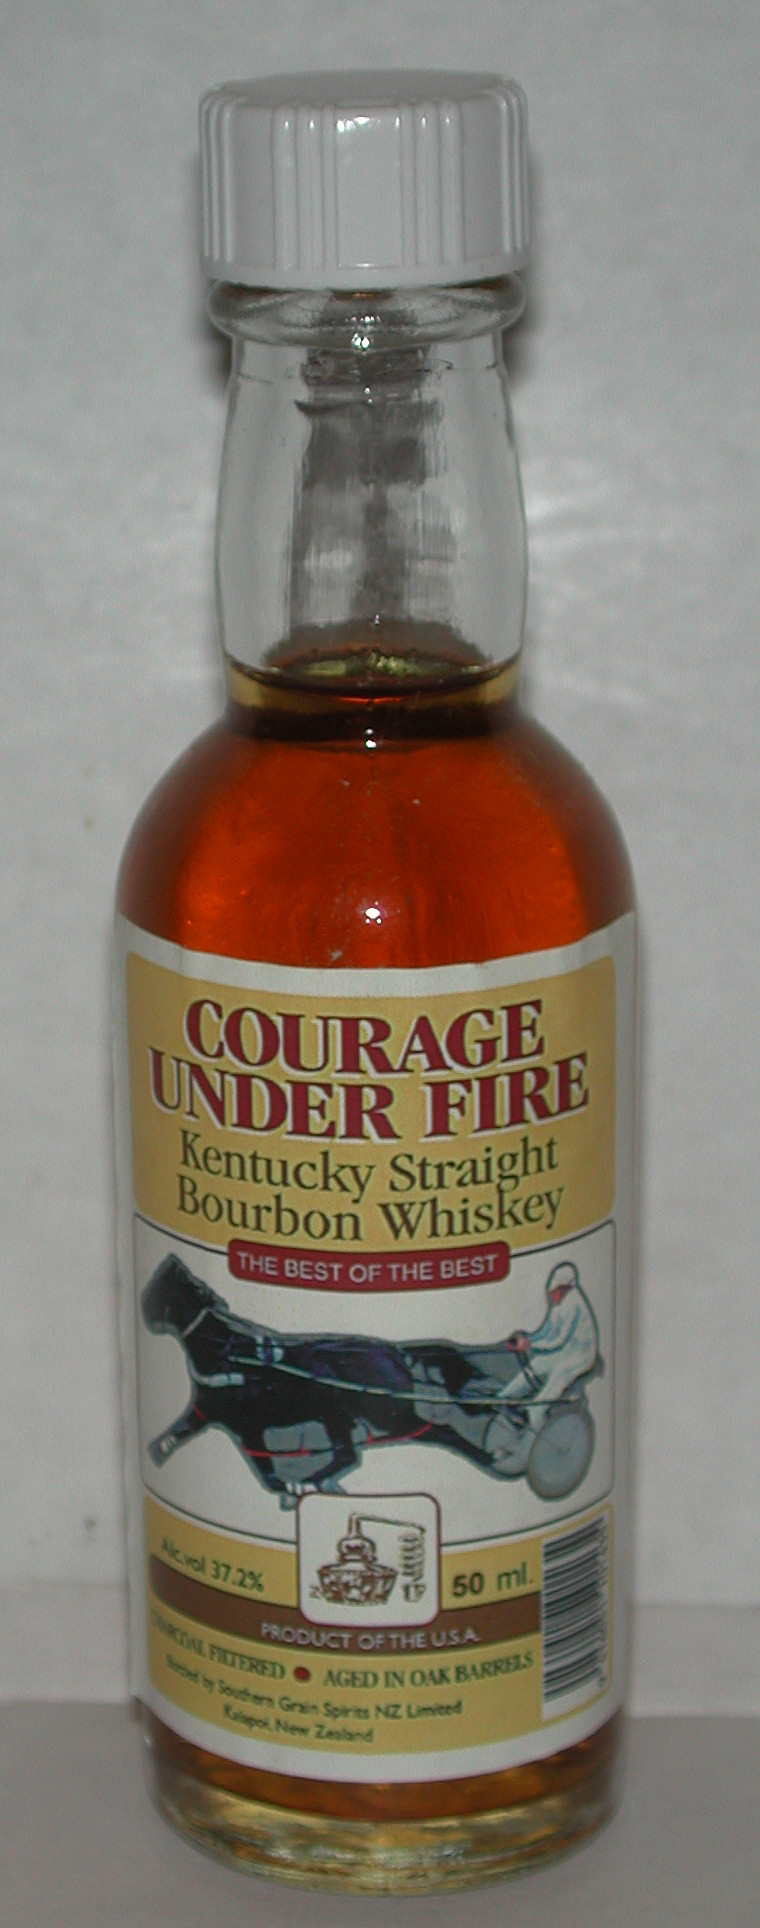 COURAGE
UNDER FIRE
Kentucky Straight
Bourbon Whiskey
THE BEST OF THE BEST
Alc.vol 37.2%
50 ml.
PRODUCT OF THE U.S.A.
CHARCOAL FILTERED ● AGED IN OAK BARRELS
Bottled by Southern Grain Spirits NZ Limited
Kaiapoi, New Zealand